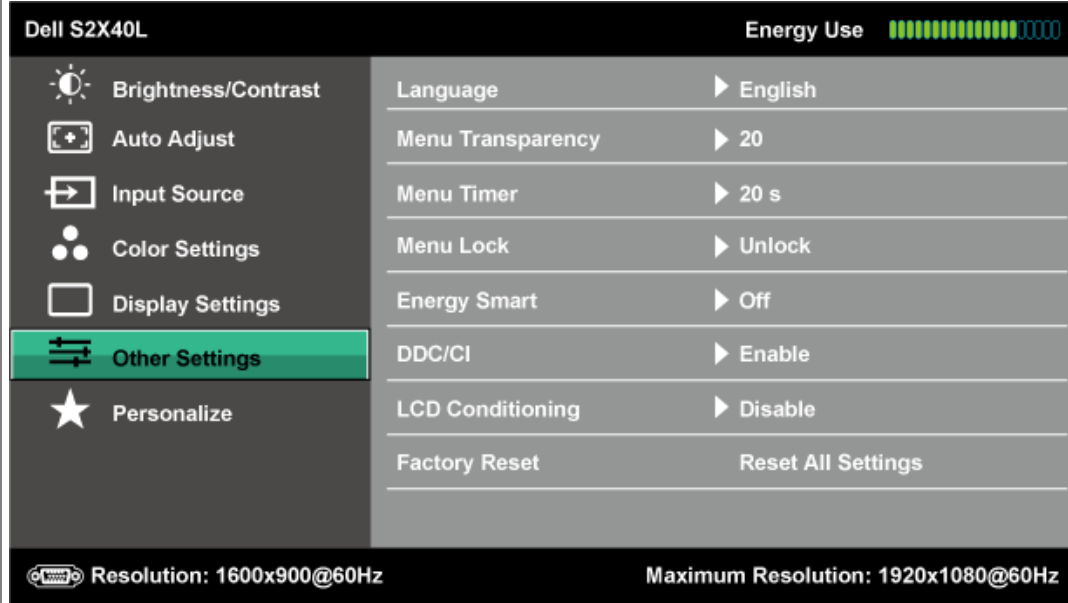 Dell S2X40L Energy Use
Brightness/Contrast
Auto Adjust
Input Source
Color Settings
Display Settings
Other Settings
Personalize
Language English
Menu Transparency 20
Menu Timer 20 s
Menu Lock Unlock
Energy Smart Off
DDC/CI Enable
LCD Conditioning Disable
Factory Reset Reset All Settings
Resolution: 1600x900@60Hz Maximum Resolution: 1920x1080@60Hz